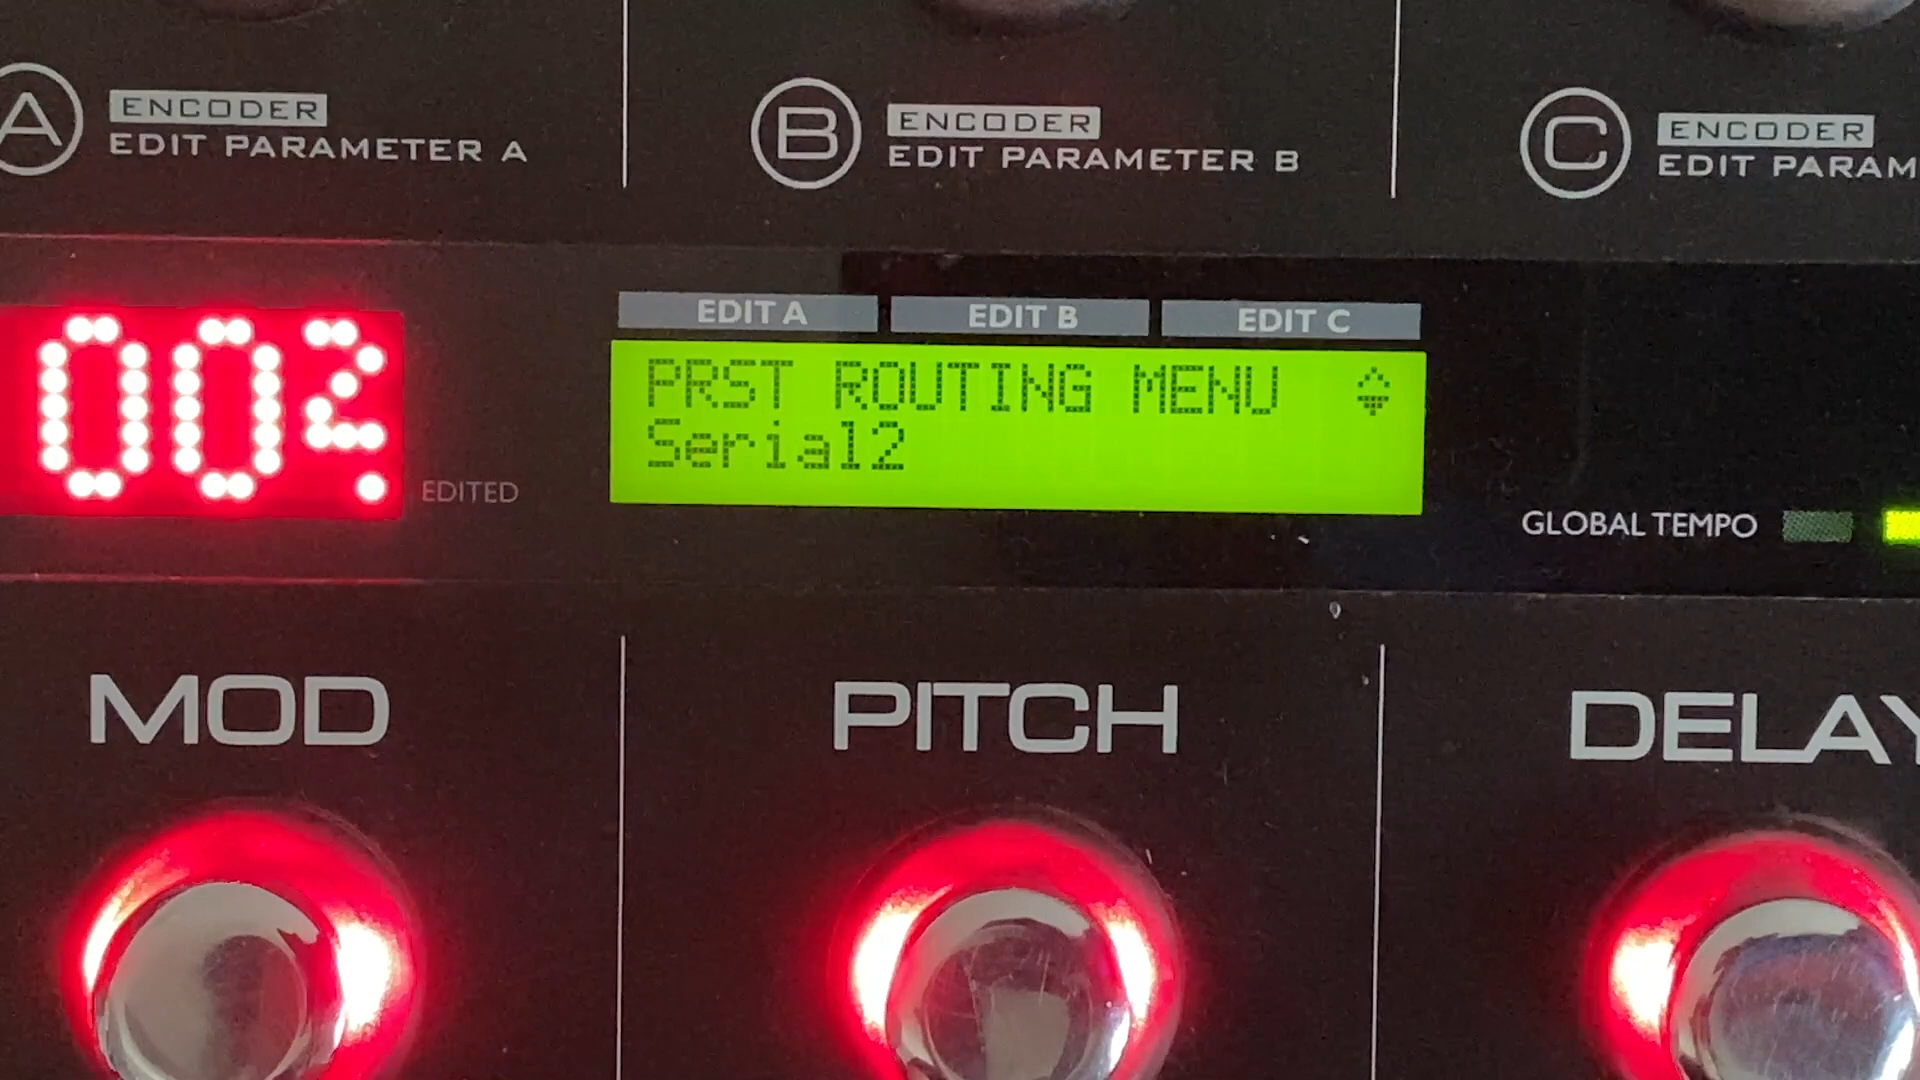 A ENCODER
EDIT PARAMETER A
B ENCODER
EDIT PARAMETER B
C ENCODER
EDIT PARAM
002.
EDITED
EDIT A EDIT B EDIT C
PRST ROUTING MENU
Serial2
GLOBAL TEMPO
MOD PITCH DELAY